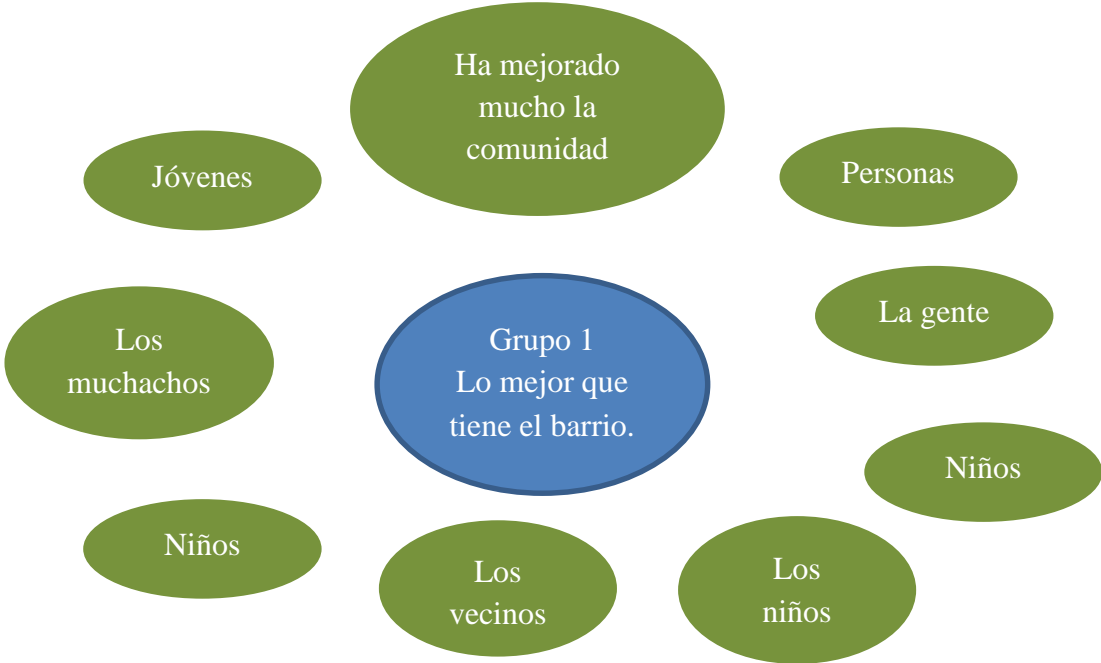 Ha mejorado
mucho la
comunidad
Jóvenes
Personas
La gente
Los
muchachos
Grupo 1
Lo mejor que
tiene el barrio.
Niños
Niños
Los
vecinos
Los
niños